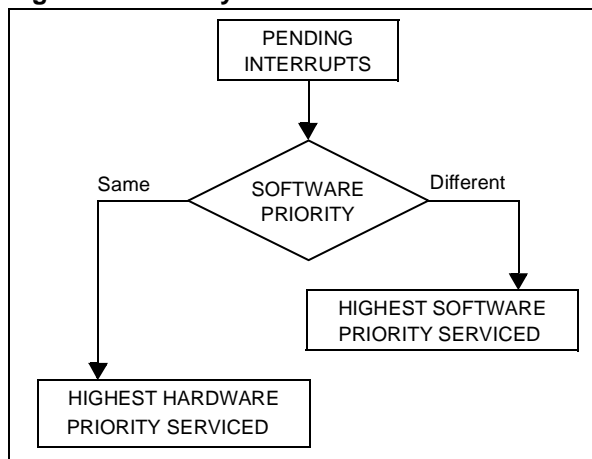 PENDING
INTERRUPTS
Same
SOFTWARE
PRIORITY
Different
HIGHEST SOFTWARE
PRIORITY SERVICED
HIGHEST HARDWARE
PRIORITY SERVICED